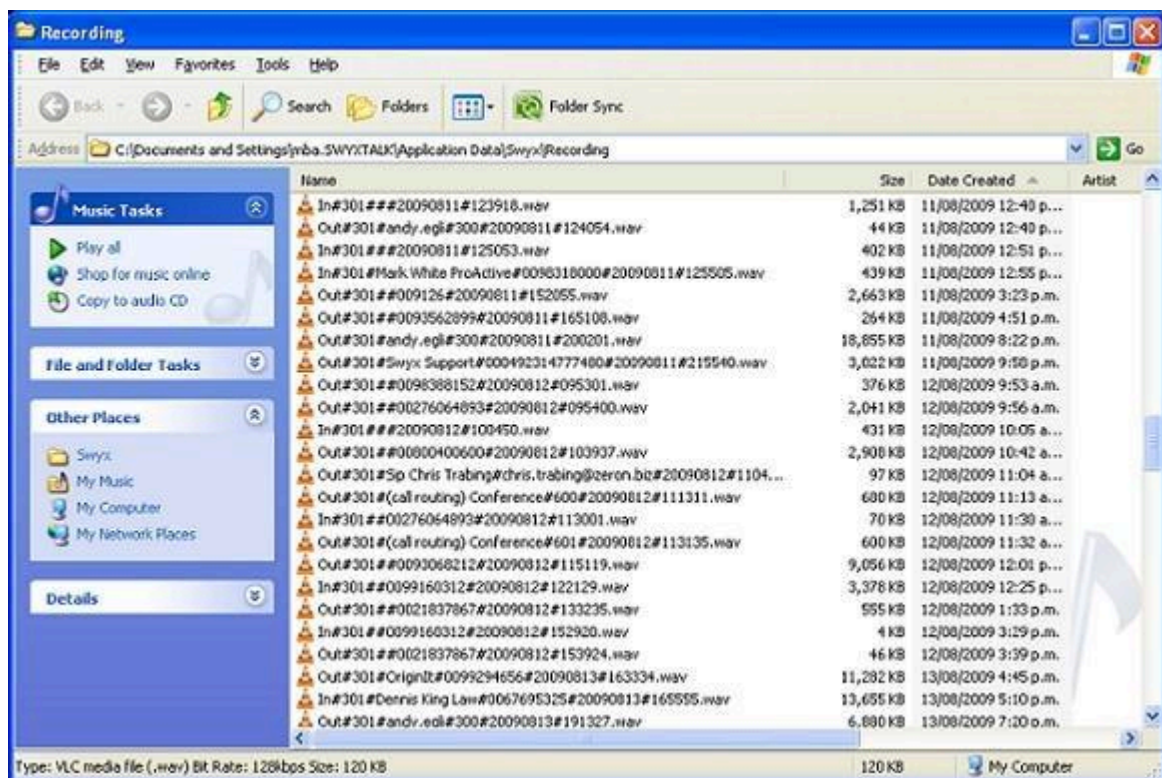 Recording
File Edit View Favorites Tools Help
Back Search Folders Folder Sync
Address C:\Documents and Settings\mba.SWYXTALK\Application Data\Swyx\Recording Go
Name Size Date Created Artist
Music Tasks
Play all
Shop for music online
Copy to audio CD
File and Folder Tasks
Other Places
Swyx
My Music
My Computer
My Network Places
Details
In#301###20090811#123918.wav 1,251 KB 11/08/2009 12:40 p...
Out#301#andy.egli#300#20090811#124054.wav 44 KB 11/08/2009 12:40 p...
In#301###20090811#125053.wav 402 KB 11/08/2009 12:51 p...
In#301#Mark White ProActive#0098318000#20090811#125505.wav 439 KB 11/08/2009 12:55 p...
Out#301##009126#20090811#152055.wav 2,663 KB 11/08/2009 3:23 p.m.
Out#301##0093562899#20090811#165108.wav 264 KB 11/08/2009 4:51 p.m.
Out#301#andy.egli#300#20090811#200201.wav 18,855 KB 11/08/2009 8:22 p.m.
Out#301#Swyx Support#000492314777480#20090811#215540.wav 3,022 KB 11/08/2009 9:58 p.m.
Out#301##0098388152#20090812#095301.wav 376 KB 12/08/2009 9:53 a.m.
Out#301##00276064893#20090812#095400.wav 2,041 KB 12/08/2009 9:56 a.m.
In#301###20090812#100450.wav 431 KB 12/08/2009 10:05 a...
Out#301##00800400600#20090812#103937.wav 2,908 KB 12/08/2009 10:42 a...
Out#301#Sip Chris Trabing#chris.trabing@zeron.biz#20090812#1104... 97 KB 12/08/2009 11:04 a...
Out#301#(call routing) Conference#600#20090812#111311.wav 680 KB 12/08/2009 11:13 a...
In#301##00276064893#20090812#113001.wav 70 KB 12/08/2009 11:30 a...
Out#301#(call routing) Conference#601#20090812#113135.wav 600 KB 12/08/2009 11:32 a...
Out#301##0093068212#20090812#115119.wav 9,056 KB 12/08/2009 12:01 p...
In#301##0099160312#20090812#122129.wav 3,378 KB 12/08/2009 12:25 p...
Out#301##0021837867#20090812#133235.wav 555 KB 12/08/2009 1:33 p.m.
In#301##0099160312#20090812#152920.wav 4 KB 12/08/2009 3:29 p.m.
Out#301##0021837867#20090812#153924.wav 46 KB 12/08/2009 3:39 p.m.
Out#301#OriginIt#0099294656#20090813#163334.wav 11,282 KB 13/08/2009 4:45 p.m.
In#301#Dennis King Law#0067695325#20090813#165555.wav 13,655 KB 13/08/2009 5:10 p.m.
Out#301#andy.egli#300#20090813#191327.wav 6,880 KB 13/08/2009 7:20 p.m.
Type: VLC media file (.wav) Bit Rate: 128kbps Size: 120 KB 120 KB My Computer